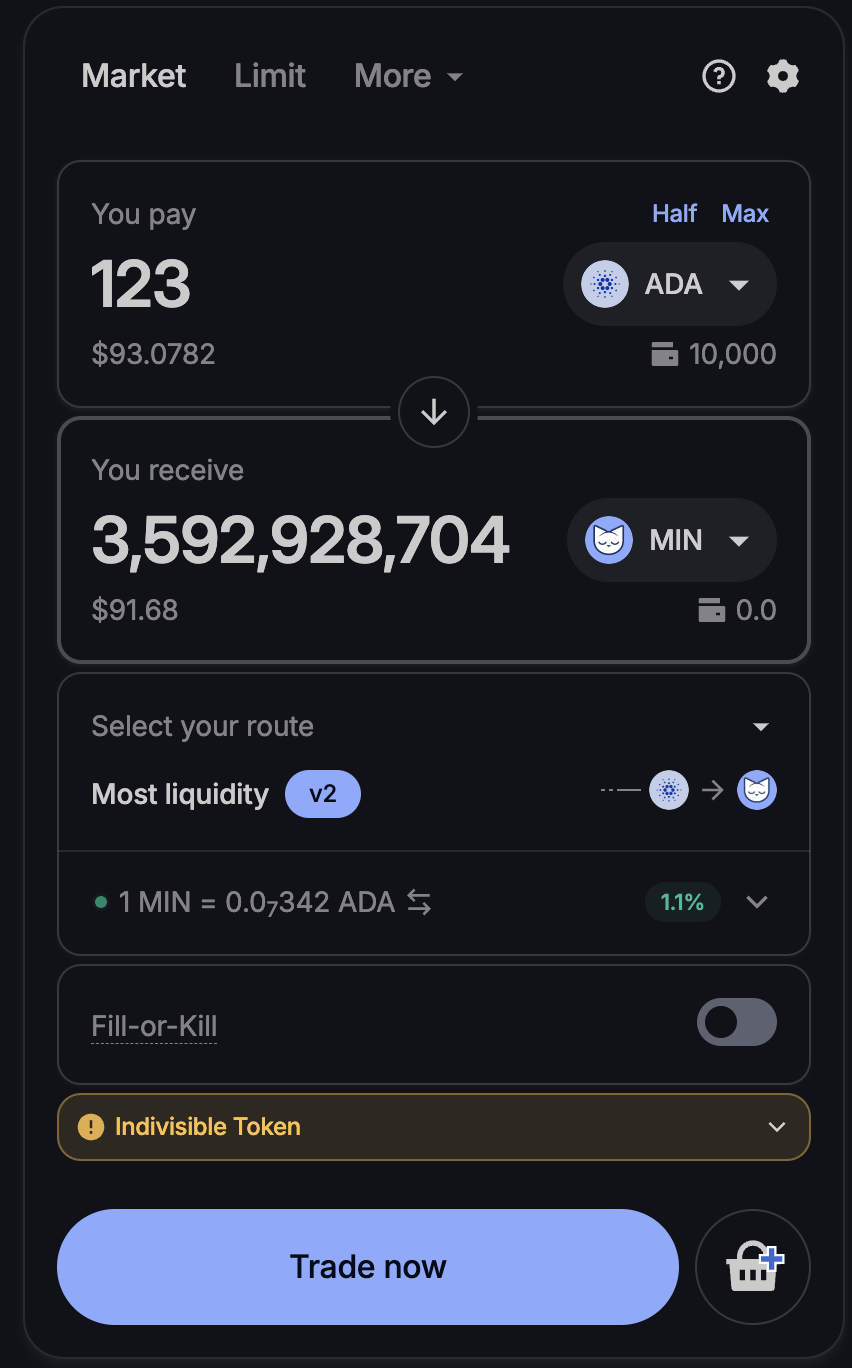 Market Limit More
You pay Half Max
123 ADA
$93.0782 10,000
You receive
3,592,928,704 MIN
$91.68 0.0
Select your route
Most liquidity v2
1 MIN = 0.0₇342 ADA 1.1%
Fill-or-Kill
Indivisible Token
Trade now